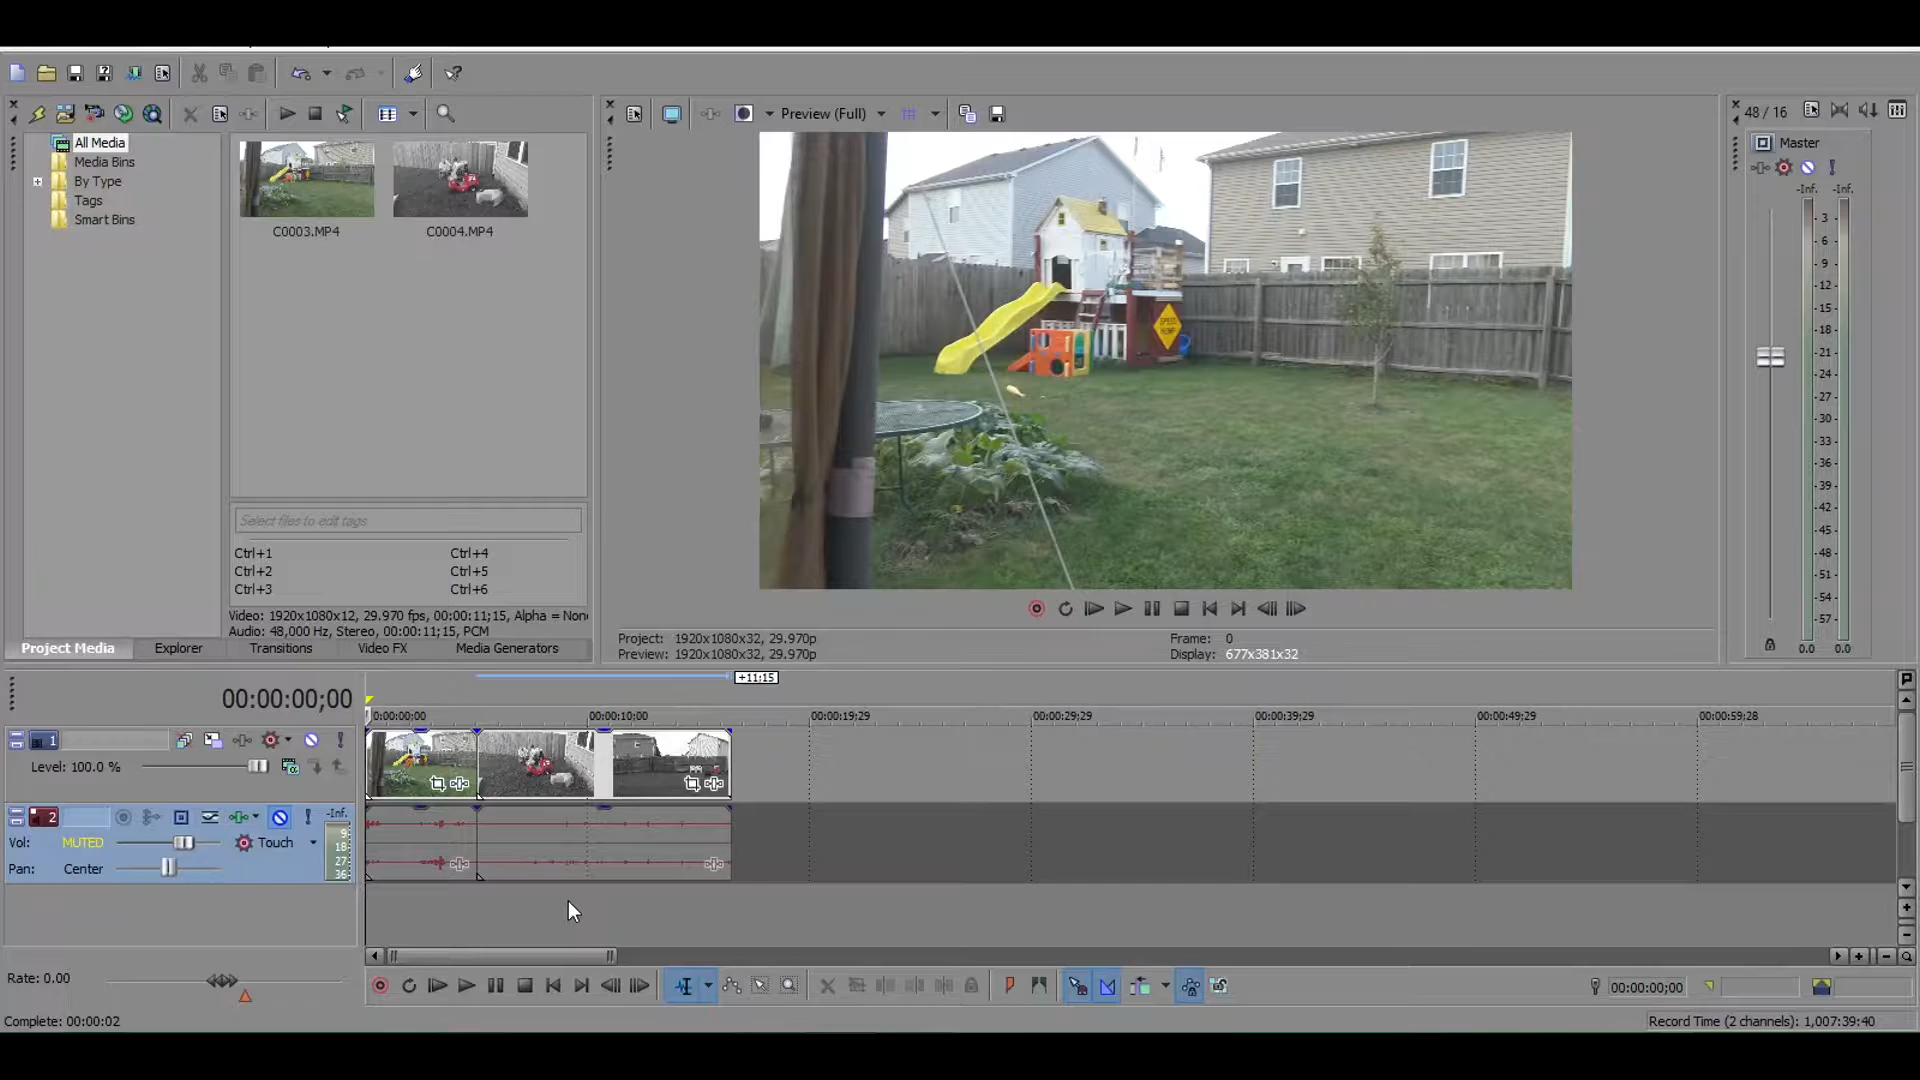 Preview (Full)
48 / 16
All Media
Media Bins
By Type
Tags
Smart Bins
C0003.MP4
C0004.MP4
SPEED
HUMP
Master
-Inf. -Inf.
3
6
9
12
15
18
21
24
27
30
33
36
39
42
45
48
51
54
57
0.0 0.0
Select files to edit tags
Ctrl+1 Ctrl+4
Ctrl+2 Ctrl+5
Ctrl+3 Ctrl+6
Video: 1920x1080x12, 29.970 fps, 00:00:11;15, Alpha = Non
Audio: 48,000 Hz, Stereo, 00:00:11;15, PCM
Project Media Explorer Transitions Video FX Media Generators
Project: 1920x1080x32, 29.970p
Preview: 1920x1080x32, 29.970p
Frame: 0
Display: 677x381x32
+11:15
00:00:00;00
0:00:00;00 00:00:10;00 00:00:19;29 00:00:29;29 00:00:39;29 00:00:49;29 00:00:59;28
1
Level: 100.0 %
2
-Inf.
9
18
27
36
Vol: MUTED Touch
Pan: Center
Rate: 0.00
00:00:00;00
Complete: 00:00:02
Record Time (2 channels): 1,007:39:40